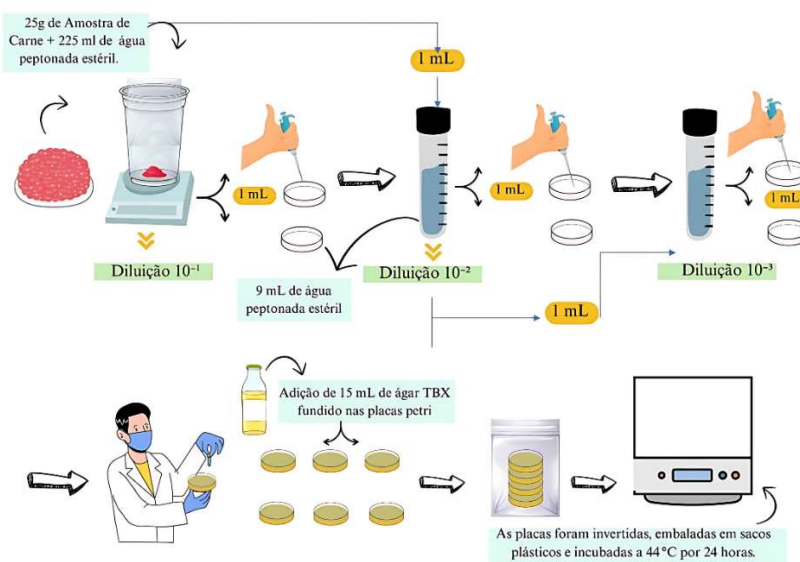 25g de Amostra de
Carne + 225 ml de água
peptonada estéril.
1 mL
1 mL
1 mL
1 mL
Diluição 10⁻¹
Diluição 10⁻²
Diluição 10⁻³
9 mL de água
peptonada estéril
1 mL
Adição de 15 mL de ágar TBX
fundido nas placas petri
As placas foram invertidas, embaladas em sacos
plásticos e incubadas a 44°C por 24 horas.